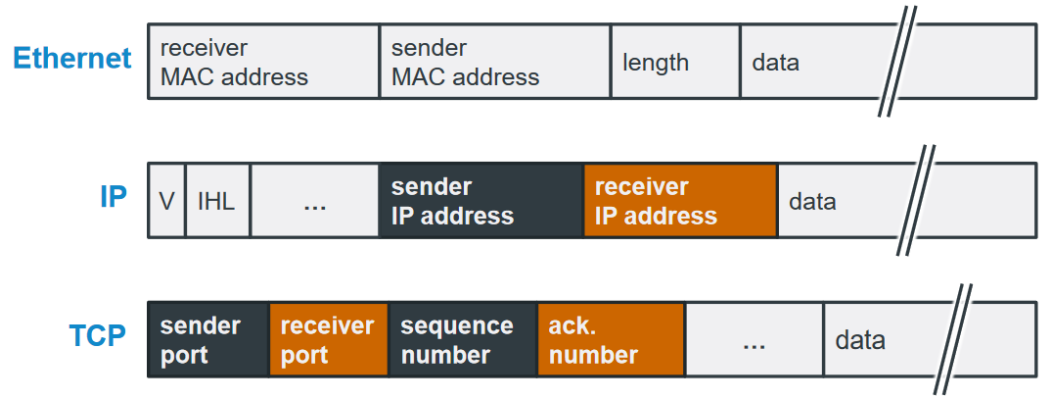 Ethernet
receiver
MAC address
sender
MAC address
length
data
IP
V
IHL
...
sender
IP address
receiver
IP address
data
TCP
sender
port
receiver
port
sequence
number
ack.
number
...
data